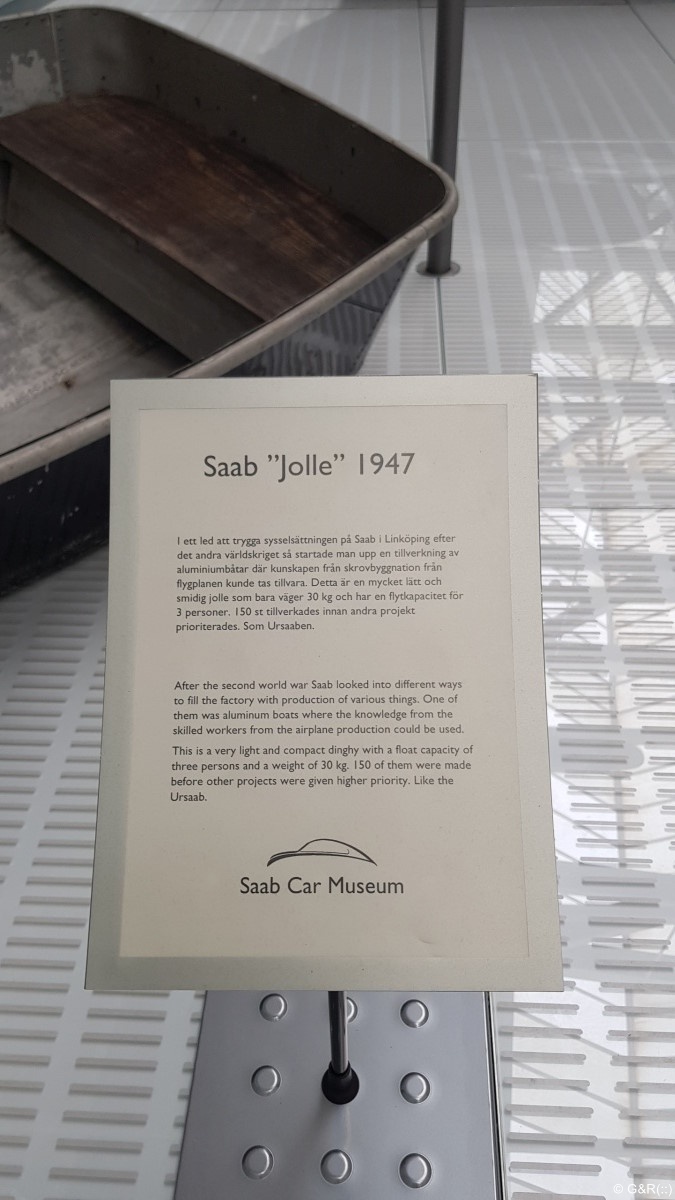 Saab ”Jolle” 1947
I ett led att trygga sysselsättningen på Saab i Linköping efter
det andra världskriget så startade man upp en tillverkning av
aluminiumbåtar där kunskapen från skrovbyggnation från
flygplanen kunde tas tillvara. Detta är en mycket lätt och
smidig jolle som bara väger 30 kg och har en flytkapacitet för
3 personer. 150 st tillverkades innan andra projekt
prioriterades. Som Ursaaben.
After the second world war Saab looked into different ways
to fill the factory with production of various things. One of
them was aluminum boats where the knowledge from the
skilled workers from the airplane production could be used.
This is a very light and compact dinghy with a float capacity of
three persons and a weight of 30 kg. 150 of them were made
before other projects were given higher priority. Like the
Ursaab.
Saab Car Museum
© G&R(::)